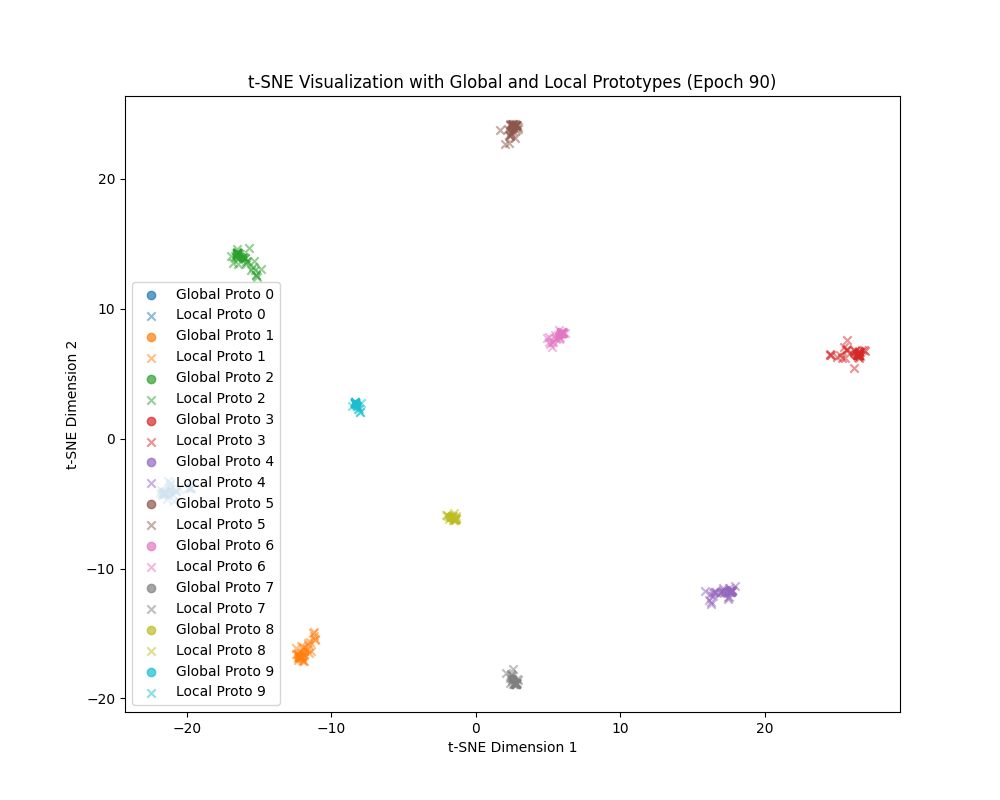 t-SNE Visualization with Global and Local Prototypes (Epoch 90)
t-SNE Dimension 2
20
10
0
−10
−20
Global Proto 0
Local Proto 0
Global Proto 1
Local Proto 1
Global Proto 2
Local Proto 2
Global Proto 3
Local Proto 3
Global Proto 4
Local Proto 4
Global Proto 5
Local Proto 5
Global Proto 6
Local Proto 6
Global Proto 7
Local Proto 7
Global Proto 8
Local Proto 8
Global Proto 9
Local Proto 9
−20 −10 0 10 20
t-SNE Dimension 1